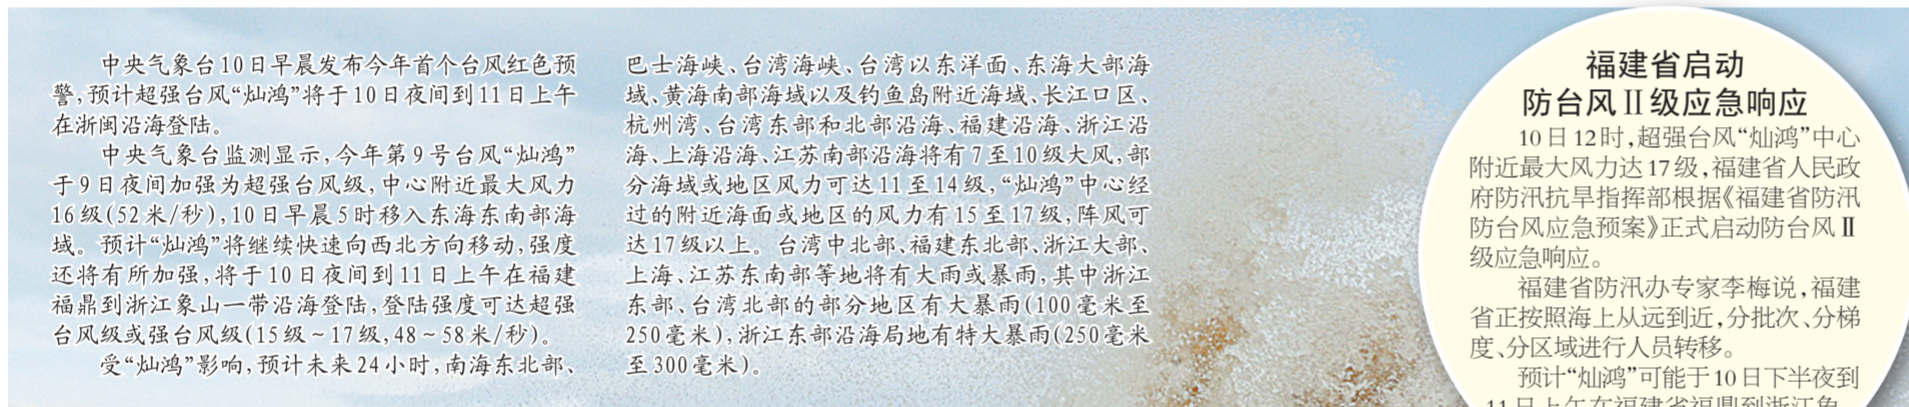 中央气象台10日早晨发布今年首个台风红色预
警,预计超强台风“灿鸿”将于10日夜间到11日上午
在浙闽沿海登陆。
中央气象台监测显示,今年第9号台风“灿鸿”
于9日夜间加强为超强台风级,中心附近最大风力
16级(52米/秒),10日早晨5时移入东海东南部海
域。预计“灿鸿”将继续快速向西北方向移动,强度
还将有所加强,将于10日夜间到11日上午在福建
福鼎到浙江象山一带沿海登陆,登陆强度可达超强
台风级或强台风级(15级~17级,48~58米/秒)。
受“灿鸿”影响,预计未来24小时,南海东北部、
巴士海峡、台湾海峡、台湾以东洋面、东海大部海
域、黄海南部海域以及钓鱼岛附近海域、长江口区、
杭州湾、台湾东部和北部沿海、福建沿海、浙江沿
海、上海沿海、江苏南部沿海将有7至10级大风,部
分海域或地区风力可达11至14级,“灿鸿”中心经
过的附近海面或地区的风力有15至17级,阵风可
达17级以上。台湾中北部、福建东北部、浙江大部、
上海、江苏东南部等地将有大雨或暴雨,其中浙江
东部、台湾北部的部分地区有大暴雨(100毫米至
250毫米),浙江东部沿海局地有特大暴雨(250毫米
至300毫米)。
福建省启动
防台风Ⅱ级应急响应
10日12时,超强台风“灿鸿”中心
附近最大风力达17级,福建省人民政
府防汛抗旱指挥部根据《福建省防汛
防台风应急预案》正式启动防台风Ⅱ
级应急响应。
福建省防汛办专家李梅说,福建
省正按照海上从远到近,分批次、分梯
度、分区域进行人员转移。
预计“灿鸿”可能于10日下半夜到
11日上午在福建省福鼎到浙江象